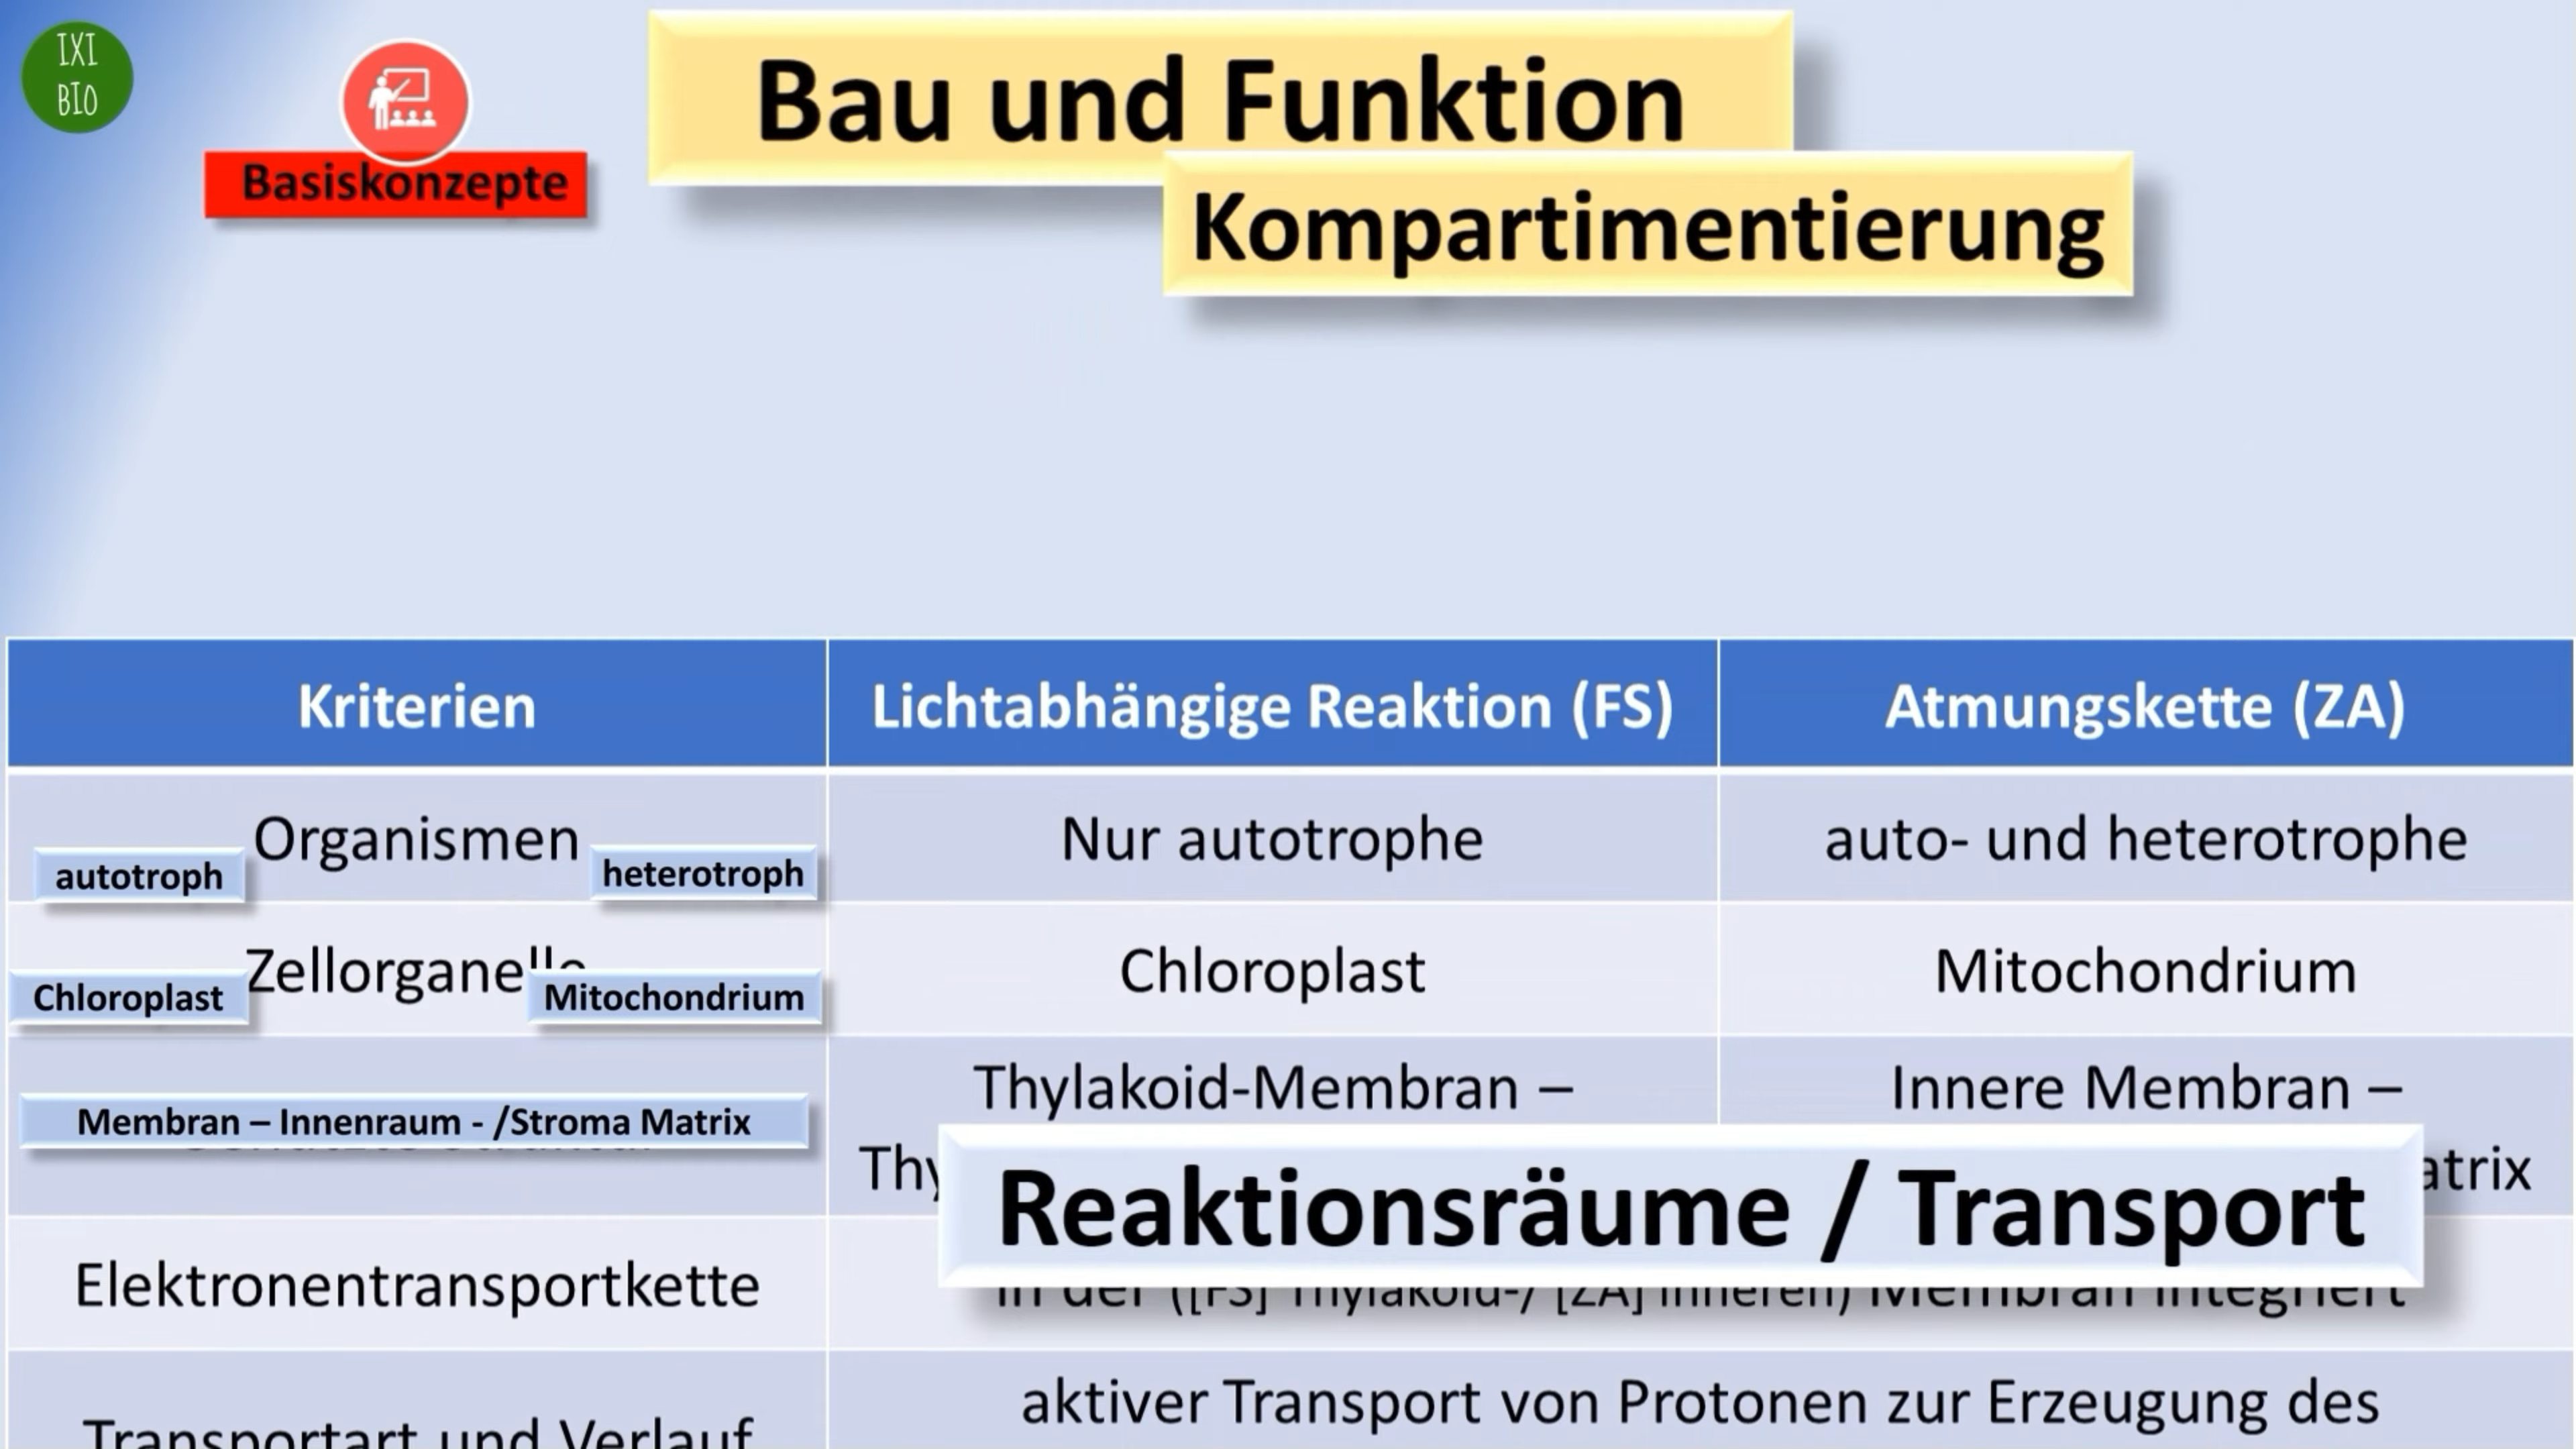 IXI
BIO
Basiskonzepte
Bau und Funktion
Kompartimentierung
Kriterien
Lichtabhängige Reaktion (FS)
Atmungskette (ZA)
Organismen
autotroph
heterotroph
Nur autotrophe
auto- und heterotrophe
Zellorganelle
Chloroplast
Mitochondrium
Chloroplast
Mitochondrium
Membran – Innenraum - /Stroma Matrix
Thylakoid-Membran –
Innere Membran –
Reaktionsräume / Transport
Elektronentransportkette
in der ([FS] Thylakoid-/ [ZA] inneren) Membran integriert
Transportart und Verlauf
aktiver Transport von Protonen zur Erzeugung des